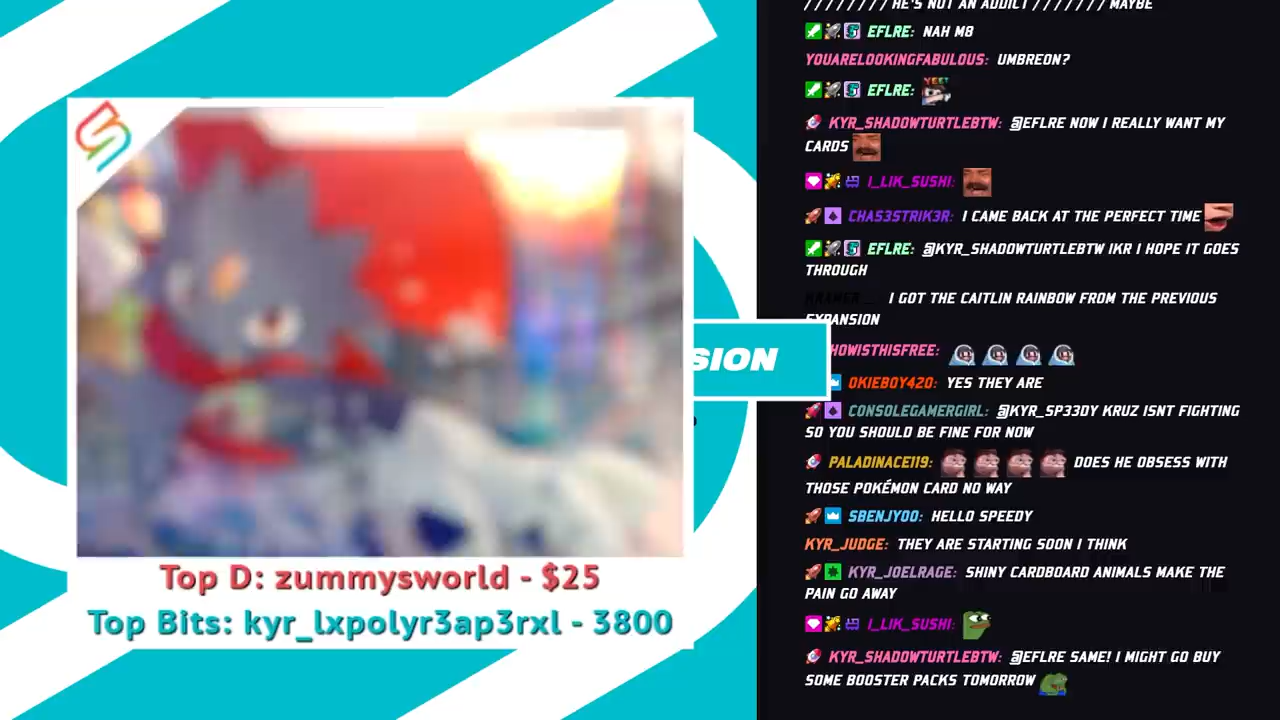 / / / / / / / / HE'S NOT AN ADDICT / / / / / / / MAYBE
EFLRE: NAH M8
YOUARELOOKINGFABULOUS: UMBREON?
EFLRE: YEET
KYR_SHADOWTURTLEBTW: @EFLRE NOW I REALLY WANT MY
CARDS
I_LIK_SUSHI:
CHAS3STRIK3R: I CAME BACK AT THE PERFECT TIME
EFLRE: @KYR_SHADOWTURTLEBTW IKR I HOPE IT GOES
THROUGH
I GOT THE CAITLIN RAINBOW FROM THE PREVIOUS
EXPANSION
HOWISTHISFREE:
SION
OKIEBOY420: YES THEY ARE
CONSOLEGAMERGIRL: @KYR_SP33DY KRUZ ISNT FIGHTING
SO YOU SHOULD BE FINE FOR NOW
PALADINACE119: DOES HE OBSESS WITH
THOSE POKÉMON CARD NO WAY
SBENJY00: HELLO SPEEDY
KYR_JUDGE: THEY ARE STARTING SOON I THINK
KYR_JOELRAGE: SHINY CARDBOARD ANIMALS MAKE THE
PAIN GO AWAY
I_LIK_SUSHI:
KYR_SHADOWTURTLEBTW: @EFLRE SAME! I MIGHT GO BUY
SOME BOOSTER PACKS TOMORROW
Top D: zummysworld - $25
Top Bits: kyr_lxpolyr3ap3rxl - 3800